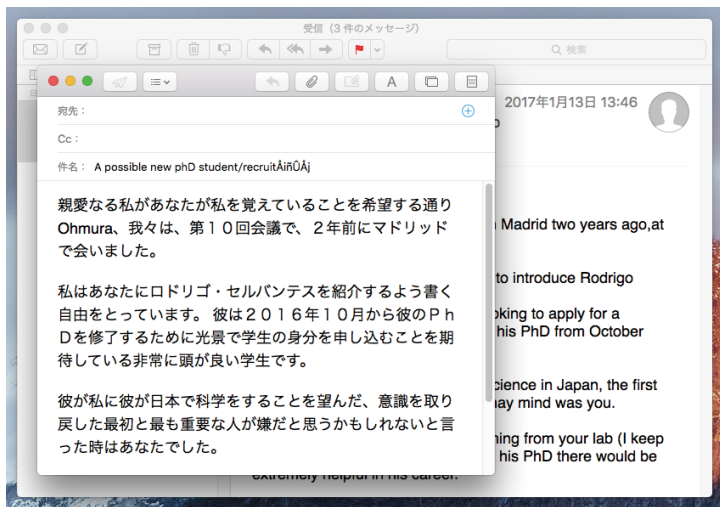 受信 (3 件のメッセージ)
検索
2017年1月13日 13:46
宛先：
Cc：
件名： A possible new phD student/recruitÅiñÛÅj
親愛なる私があなたが私を覚えていることを希望する通り
Ohmura、我々は、第１０回会議で、２年前にマドリッド
で会いました。
私はあなたにロドリゴ・セルバンテスを紹介するよう書く
自由をとっています。 彼は２０１６年１０月から彼のＰｈ
Ｄを修了するために光景で学生の身分を申し込むことを期
待している非常に頭が良い学生です。
彼が私に彼が日本で科学をすることを望んだ、意識を取り
戻した最初と最も重要な人が嫌だと思うかもしれないと言
った時はあなたでした。
Madrid two years ago,at
to introduce Rodrigo
oking to apply for a
his PhD from October
cience in Japan, the first
may mind was you.
ning from your lab (I keep
his PhD there would be
extremely helpful in his career.